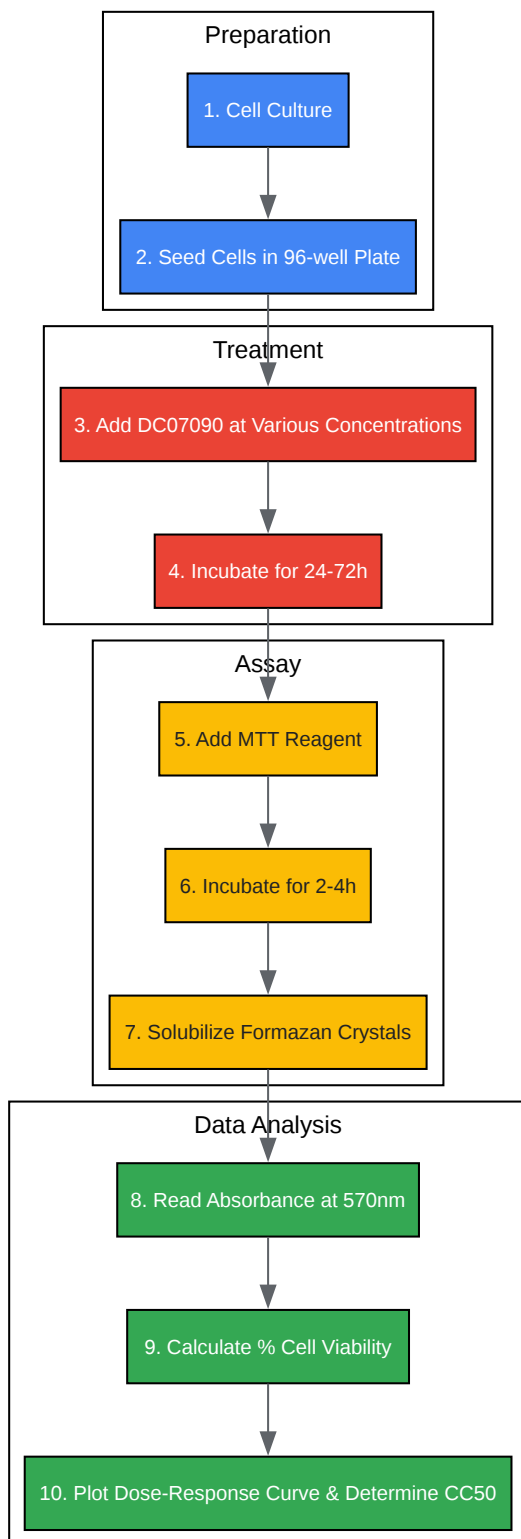 Preparation
1. Cell Culture
2. Seed Cells in 96-well Plate
Treatment
3. Add DC07090 at Various Concentrations
4. Incubate for 24-72h
Assay
5. Add MTT Reagent
6. Incubate for 2-4h
7. Solubilize Formazan Crystals
Data Analysis
8. Read Absorbance at 570nm
9. Calculate % Cell Viability
10. Plot Dose-Response Curve & Determine CC50